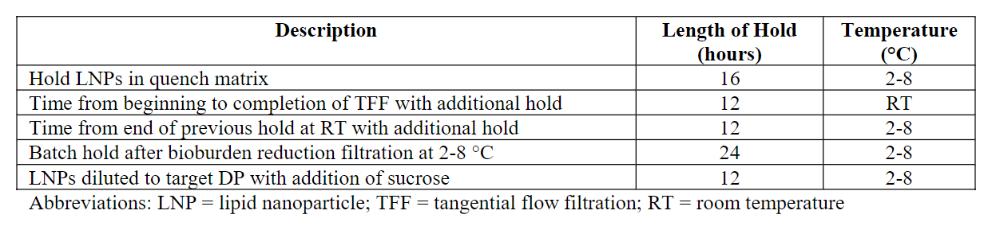 Description Length of Hold (hours) Temperature (°C)
Hold LNPs in quench matrix 16 2-8
Time from beginning to completion of TFF with additional hold 12 RT
Time from end of previous hold at RT with additional hold 12 2-8
Batch hold after bioburden reduction filtration at 2-8 °C 24 2-8
LNPs diluted to target DP with addition of sucrose 12 2-8
Abbreviations: LNP = lipid nanoparticle; TFF = tangential flow filtration; RT = room temperature